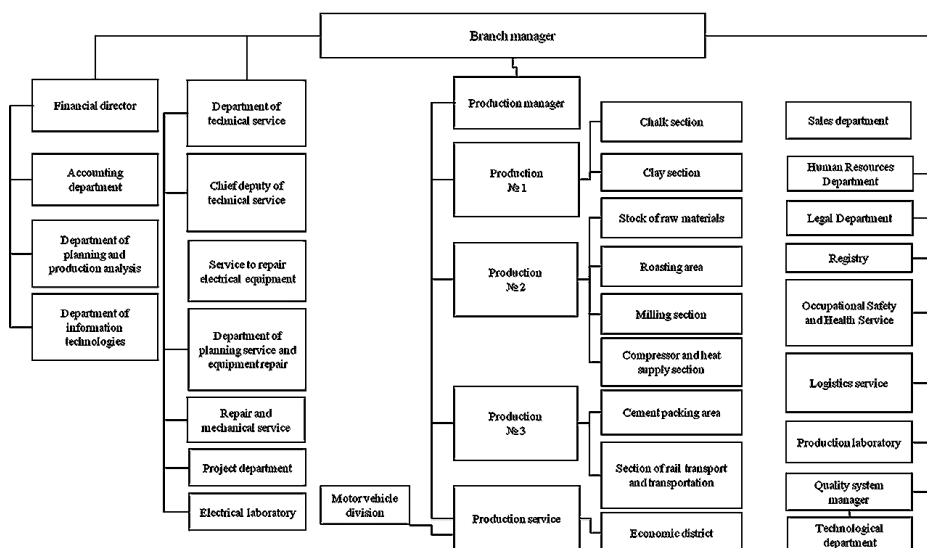 Branch manager
Financial director
Accounting
department
Department of
planning and
production analysis
Department of
information
technologies
Department of
technical service
Chief deputy of
technical service
Service to repair
electrical equipment
Department of
planning service and
equipment repair
Repair and
mechanical service
Project department
Electrical laboratory
Motor vehicle
division
Production manager
Production
№1
Production
№2
Production
№3
Production service
Chalk section
Clay section
Stock of raw materials
Roasting area
Milling section
Compressor and heat
supply section
Cement packing area
Section of rail transport
and transportation
Economic district
Sales department
Human Resources
Department
Legal Department
Registry
Occupational Safety
and Health Service
Logistics service
Production laboratory
Quality system
manager
Technological
department